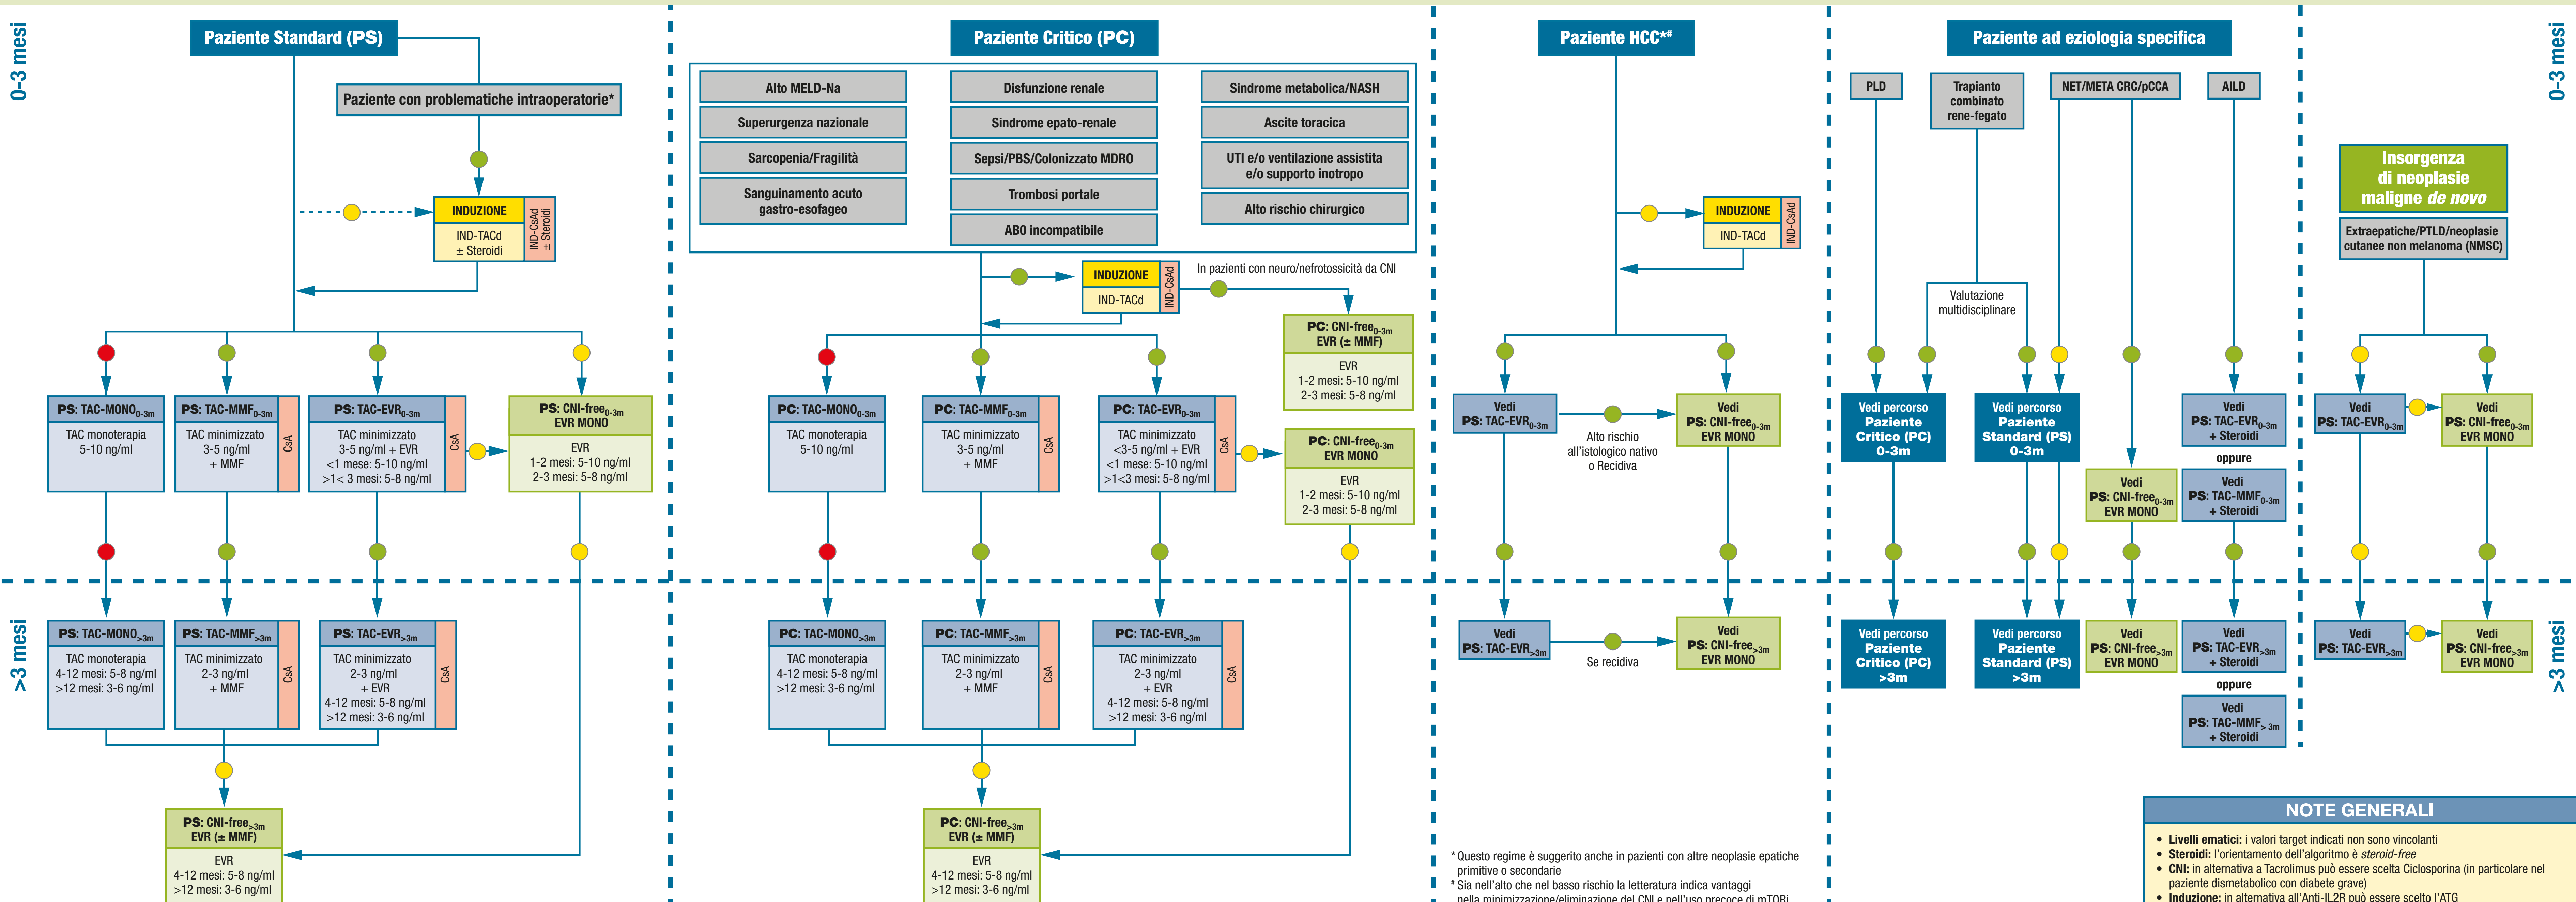 0-3 mesi
>3 mesi
Paziente Standard (PS)
Paziente con problematiche intraoperatorie*
INDUZIONE
IND-TACd
± Steroidi
IND-CsAd
± Steroidi
PS: TAC-MONO0-3m
TAC monoterapia
5-10 ng/ml
PS: TAC-MMF0-3m
TAC minimizzato
3-5 ng/ml
+ MMF
CsA
PS: TAC-EVR0-3m
TAC minimizzato
3-5 ng/ml + EVR
<1 mese: 5-10 ng/ml
>1< 3 mesi: 5-8 ng/ml
CsA
PS: CNI-free0-3m
EVR MONO
EVR
1-2 mesi: 5-10 ng/ml
2-3 mesi: 5-8 ng/ml
PS: TAC-MONO>3m
TAC monoterapia
4-12 mesi: 5-8 ng/ml
>12 mesi: 3-6 ng/ml
PS: TAC-MMF>3m
TAC minimizzato
2-3 ng/ml
+ MMF
CsA
PS: TAC-EVR>3m
TAC minimizzato
2-3 ng/ml
+ EVR
4-12 mesi: 5-8 ng/ml
>12 mesi: 3-6 ng/ml
CsA
PS: CNI-free>3m
EVR (± MMF)
EVR
4-12 mesi: 5-8 ng/ml
>12 mesi: 3-6 ng/ml
Paziente Critico (PC)
Alto MELD-Na
Superurgenza nazionale
Sarcopenia/Fragilità
Sanguinamento acuto
gastro-esofageo
Disfunzione renale
Sindrome epato-renale
Sepsi/PBS/Colonizzato MDRO
Trombosi portale
AB0 incompatibile
Sindrome metabolica/NASH
Ascite toracica
UTI e/o ventilazione assistita
e/o supporto inotropo
Alto rischio chirurgico
INDUZIONE
IND-TACd
IND-CsAd
In pazienti con neuro/nefrotossicità da CNI
PC: CNI-free0-3m
EVR (± MMF)
EVR
1-2 mesi: 5-10 ng/ml
2-3 mesi: 5-8 ng/ml
PC: TAC-MONO0-3m
TAC monoterapia
5-10 ng/ml
PC: TAC-MMF0-3m
TAC minimizzato
3-5 ng/ml
+ MMF
CsA
PC: TAC-EVR0-3m
TAC minimizzato
<3-5 ng/ml + EVR
<1 mese: 5-10 ng/ml
>1<3 mesi: 5-8 ng/ml
CsA
PC: CNI-free0-3m
EVR MONO
EVR
1-2 mesi: 5-10 ng/ml
2-3 mesi: 5-8 ng/ml
PC: TAC-MONO>3m
TAC monoterapia
4-12 mesi: 5-8 ng/ml
>12 mesi: 3-6 ng/ml
PC: TAC-MMF>3m
TAC minimizzato
2-3 ng/ml
+ MMF
CsA
PC: TAC-EVR>3m
TAC minimizzato
2-3 ng/ml
+ EVR
4-12 mesi: 5-8 ng/ml
>12 mesi: 3-6 ng/ml
CsA
PC: CNI-free>3m
EVR (± MMF)
EVR
4-12 mesi: 5-8 ng/ml
>12 mesi: 3-6 ng/ml
Paziente HCC*#
INDUZIONE
IND-TACd
IND-CsAd
Vedi
PS: TAC-EVR0-3m
Alto rischio
all'istologico nativo
o Recidiva
Vedi
PS: CNI-free0-3m
EVR MONO
Vedi
PS: TAC-EVR>3m
Se recidiva
Vedi
PS: CNI-free>3m
EVR MONO
* Questo regime è suggerito anche in pazienti con altre neoplasie epatiche
primitive o secondarie
# Sia nell'alto che nel basso rischio la letteratura indica vantaggi
nella minimizzazione/eliminazione del CNI e nell'uso precoce di mTORi
Paziente ad eziologia specifica
PLD
Trapianto
combinato
rene-fegato
NET/META CRC/pCCA
AILD
Valutazione
multidisciplinare
Vedi percorso
Paziente
Critico (PC)
0-3m
Vedi percorso
Paziente
Standard (PS)
0-3m
Vedi
PS: CNI-free0-3m
EVR MONO
Vedi
PS: TAC-EVR0-3m
+ Steroidi
oppure
Vedi
PS: TAC-MMF0-3m
+ Steroidi
Vedi percorso
Paziente
Critico (PC)
>3m
Vedi percorso
Paziente
Standard (PS)
>3m
Vedi
PS: CNI-free>3m
EVR MONO
Vedi
PS: TAC-EVR>3m
+ Steroidi
oppure
Vedi
PS: TAC-MMF> 3m
+ Steroidi
0-3 mesi
>3 mesi
Insorgenza
di neoplasie
maligne de novo
Extraepatiche/PTLD/neoplasie
cutanee non melanoma (NMSC)
Vedi
PS: TAC-EVR0-3m
Vedi
PS: CNI-free0-3m
EVR MONO
Vedi
PS: TAC-EVR>3m
Vedi
PS: CNI-free>3m
EVR MONO
NOTE GENERALI
• Livelli ematici: i valori target indicati non sono vincolanti
• Steroidi: l'orientamento dell'algoritmo è steroid-free
• CNI: in alternativa a Tacrolimus può essere scelta Ciclosporina (in particolare nel
paziente dismetabolico con diabete grave)
• Induzione: in alternativa all'Anti-IL2R può essere scelto l'ATG